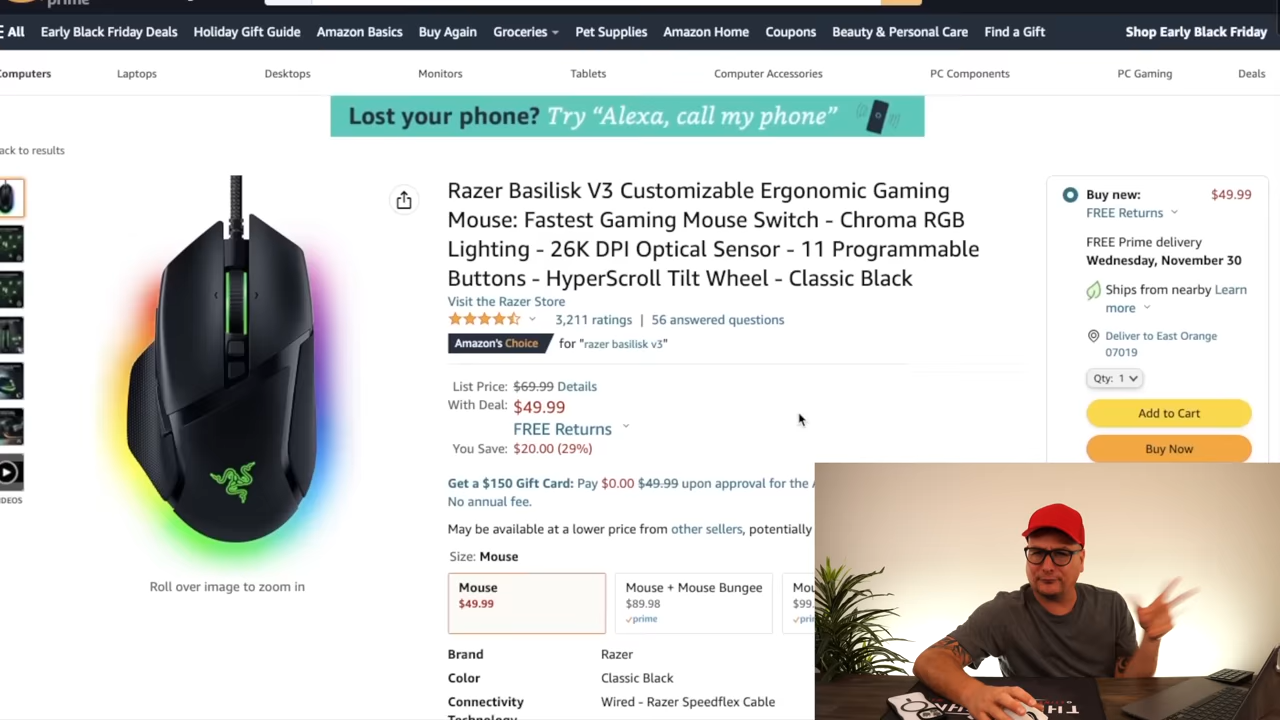 prime
All Early Black Friday Deals Holiday Gift Guide Amazon Basics Buy Again Groceries Pet Supplies Amazon Home Coupons Beauty & Personal Care Find a Gift Shop Early Black Friday
Computers Laptops Desktops Monitors Tablets Computer Accessories PC Components PC Gaming Deals
Lost your phone? Try “Alexa, call my phone”
ack to results
Razer Basilisk V3 Customizable Ergonomic Gaming
Mouse: Fastest Gaming Mouse Switch - Chroma RGB
Lighting - 26K DPI Optical Sensor - 11 Programmable
Buttons - HyperScroll Tilt Wheel - Classic Black
Visit the Razer Store
3,211 ratings | 56 answered questions
Amazon's Choice for "razer basilisk v3"
List Price: $69.99 Details
With Deal: $49.99
FREE Returns
You Save: $20.00 (29%)
Get a $150 Gift Card: Pay $0.00 $49.99 upon approval for the A
No annual fee.
May be available at a lower price from other sellers, potentially
Size: Mouse
Mouse
$49.99
Mouse + Mouse Bungee
$89.98
prime
Mou
$99.
pri
Brand Razer
Color Classic Black
Connectivity Wired - Razer Speedflex Cable
Technology
IDEOS
Roll over image to zoom in
Buy new: $49.99
FREE Returns
FREE Prime delivery
Wednesday, November 30
Ships from nearby Learn
more
Deliver to East Orange
07019
Qty: 1
Add to Cart
Buy Now